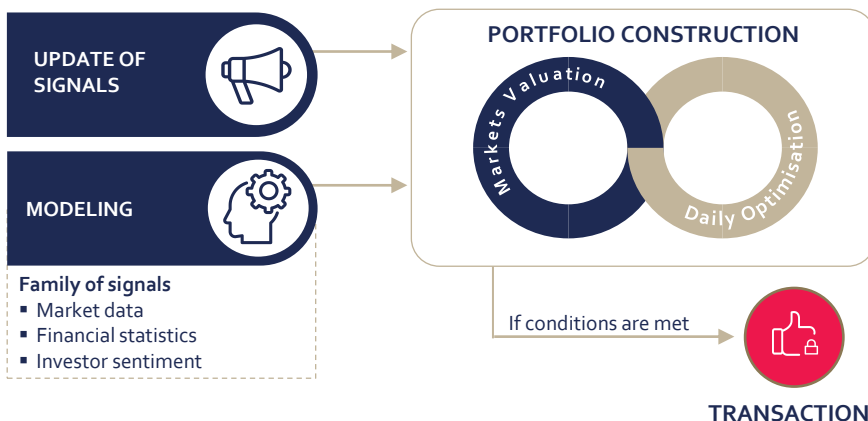 UPDATE OF
SIGNALS
MODELING
Family of signals
▪ Market data
▪ Financial statistics
▪ Investor sentiment
PORTFOLIO CONSTRUCTION
Markets Valuation
Daily Optimisation
If conditions are met
TRANSACTION